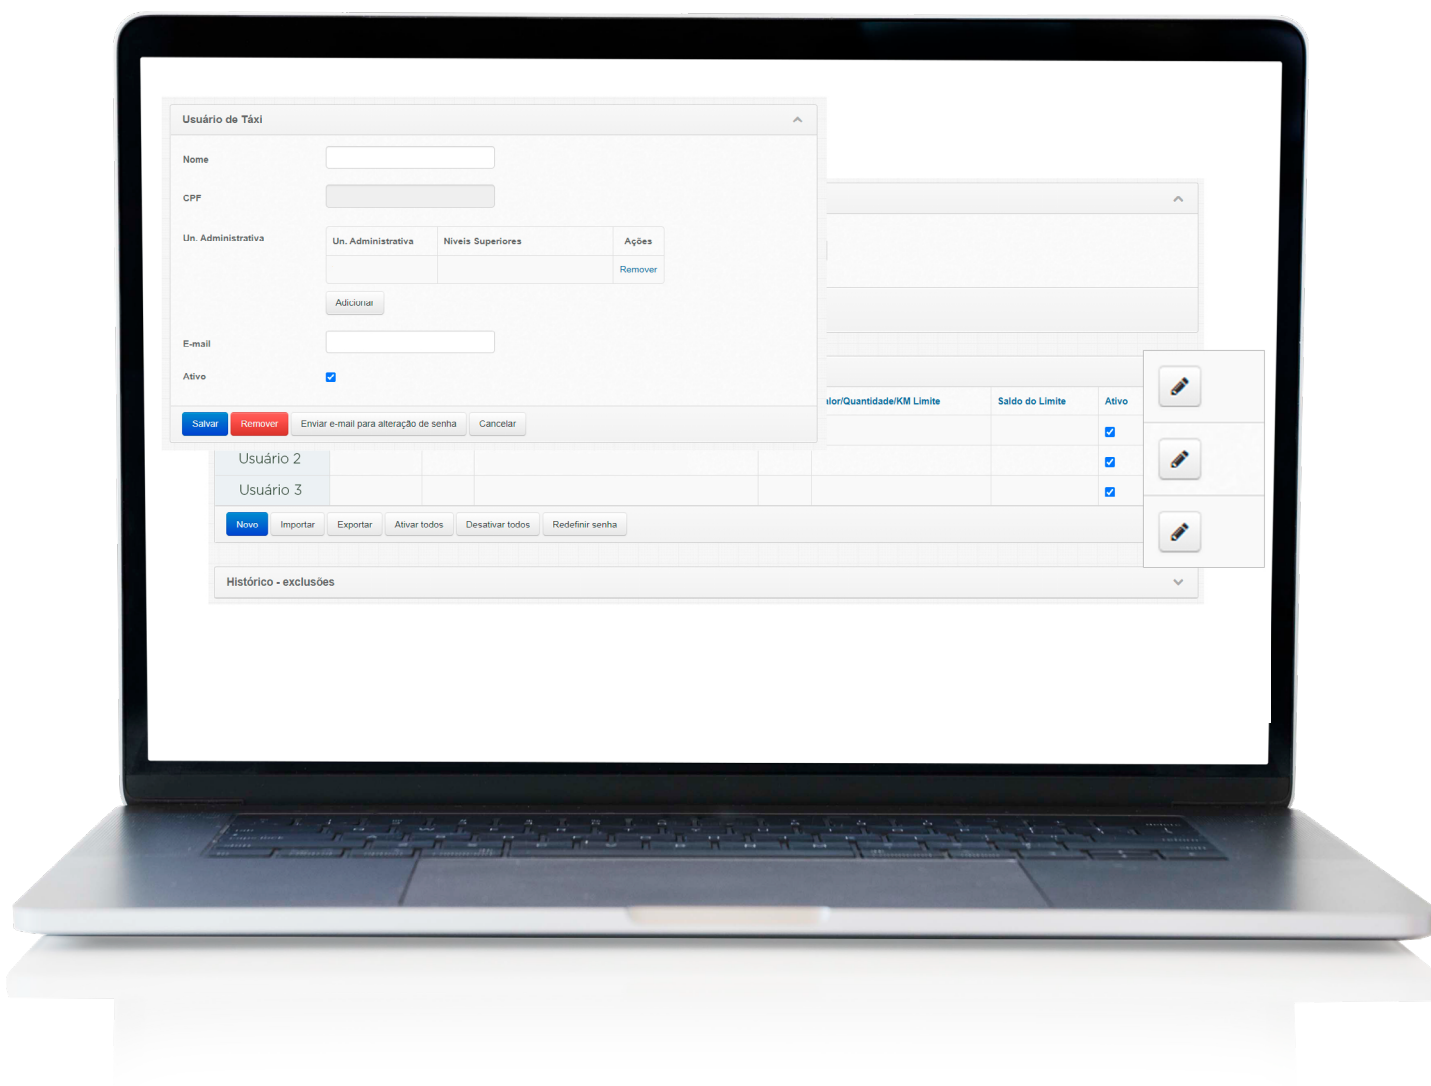 Usuário de Táxi
Nome
CPF
Un. Administrativa
Un. Administrativa Niveis Superiores Ações
Remover
Adicionar
E-mail
Ativo
Salvar Remover Enviar e-mail para alteração de senha Cancelar
alor/Quantidade/KM Limite Saldo do Limite Ativo
Usuário 2
Usuário 3
Novo Importar Exportar Ativar todos Desativar todos Redefinir senha
Histórico - exclusões